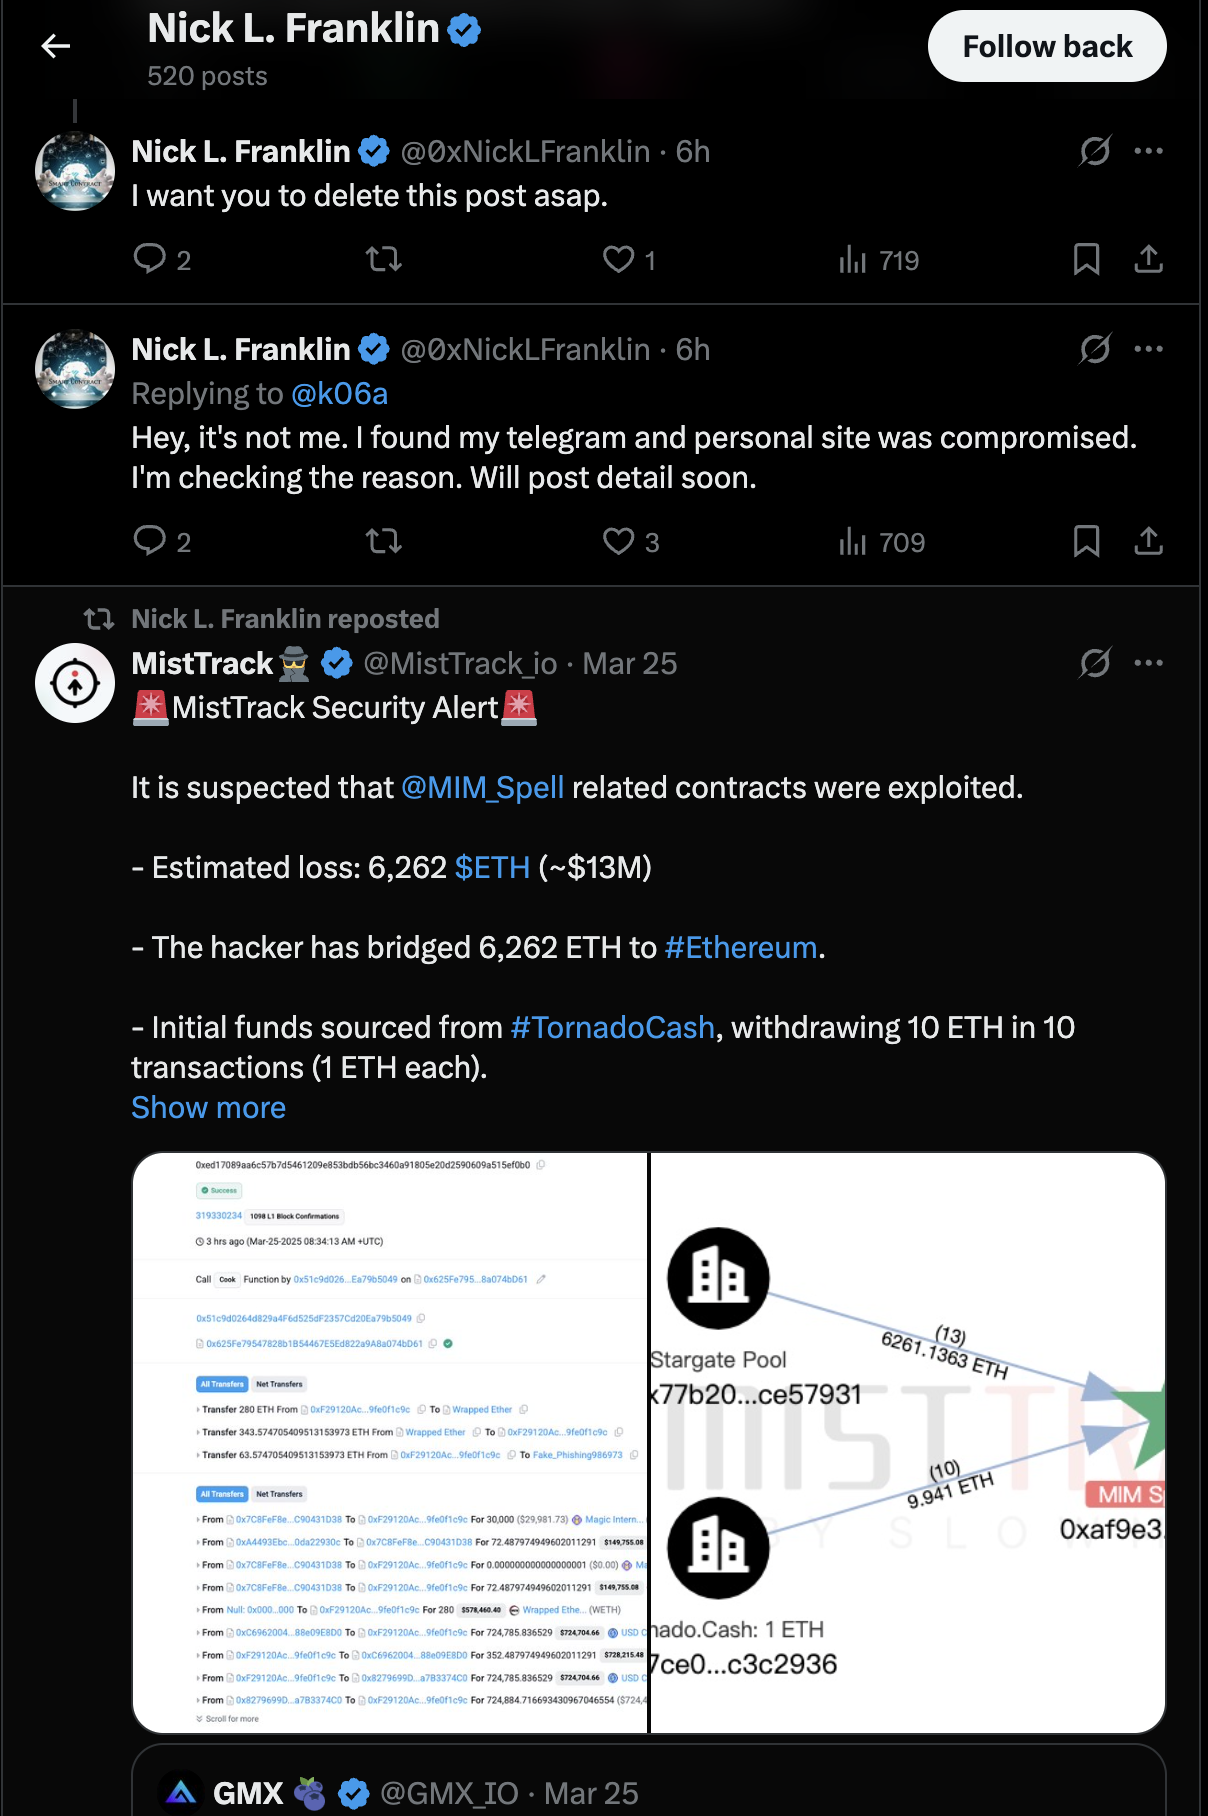 Nick L. Franklin
520 posts
Follow back
Nick L. Franklin @0xNickLFranklin · 6h
I want you to delete this post asap.
2 1 719
Nick L. Franklin @0xNickLFranklin · 6h
Replying to @k06a
Hey, it's not me. I found my telegram and personal site was compromised.
I'm checking the reason. Will post detail soon.
2 3 709
Nick L. Franklin reposted
MistTrack🕵️ @MistTrack_io · Mar 25
🚨MistTrack Security Alert🚨
It is suspected that @MIM_Spell related contracts were exploited.
- Estimated loss: 6,262 $ETH (~$13M)
- The hacker has bridged 6,262 ETH to #Ethereum.
- Initial funds sourced from #TornadoCash, withdrawing 10 ETH in 10
transactions (1 ETH each).
Show more
0xed17089aa6c57b7d5461209e853bdb56bc3460a91805e20d2590609a515ef0b0
Success
319330234 1098 L1 Block Confirmations
3 hrs ago (Mar-25-2025 08:34:13 AM +UTC)
Call Cook Function by 0x51c9d026...Ea79b5049 on 0x625Fe795...8a074bD61
0x51c9d0264d829a4F6d525dF2357Cd20Ea79b5049
0x625Fe79547828b1B54467E5Ed822a9A8a074bD61
All Transfers Net Transfers
Transfer 280 ETH From 0xF29120Ac...9fe0f1c9c To Wrapped Ether
Transfer 343.574705409513153973 ETH From Wrapped Ether To 0xF29120Ac...9fe0f1c9c
Transfer 63.574705409513153973 ETH From 0xF29120Ac...9fe0f1c9c To Fake_Phishing986973
All Transfers Net Transfers
From 0x7C8FeF8e...C90431D38 To 0xF29120Ac...9fe0f1c9c For 30,000 ($29,981.73) Magic Intern...
From 0xA4493Ebc...0da22930c To 0x7C8FeF8e...C90431D38 For 72.487974949602011291 $149,755.08
From 0x7C8FeF8e...C90431D38 To 0xF29120Ac...9fe0f1c9c For 0.000000000000000001 ($0.00) Ma
From 0x7C8FeF8e...C90431D38 To 0xF29120Ac...9fe0f1c9c For 72.487974949602011291 $149,755.08
From Null: 0x000...000 To 0xF29120Ac...9fe0f1c9c For 280 $578,460.40 Wrapped Ethe... (WETH)
From 0xC6962004...88e09E8D0 To 0xF29120Ac...9fe0f1c9c For 724,785.836529 $724,704.66 USD C
From 0xF29120Ac...9fe0f1c9c To 0xC6962004...88e09E8D0 For 352.487974949602011291 $728,215.48
From 0xF29120Ac...9fe0f1c9c To 0x8279699D...a7B3374C0 For 724,785.836529 $724,704.66 USD C
From 0x8279699D...a7B3374C0 To 0xF29120Ac...9fe0f1c9c For 724,884.716693430967046554 ($724,4
Scroll for more
(13)
6261.1363 ETH
Stargate Pool
x77b20...ce57931
MISTTR
(10)
9.941 ETH
MIM S
BY SLOWM
0xaf9e3.
nado.Cash: 1 ETH
7ce0...c3c2936
GMX 🫐 @GMX_IO · Mar 25